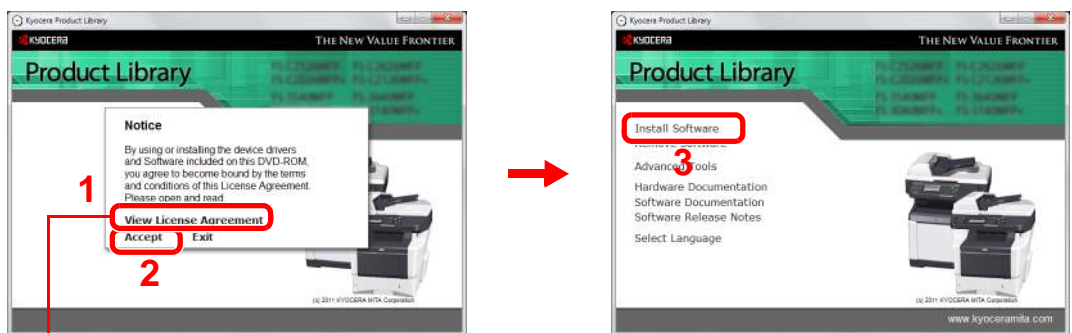 Kyocera Product Library
KYOCERA
THE NEW VALUE FRONTIER
Product Library
Notice
By using or installing the device drivers
and Software included on this DVD-ROM,
you agree to become bound by the terms
and conditions of this License Agreement.
Please open and read.
1
View License Agreement
Accept Exit
2
(c) 2011 KYOCERA MITA Corporation
Kyocera Product Library
KYOCERA
THE NEW VALUE FRONTIER
Product Library
Install Software
Remove Software
3
Advanced Tools
Hardware Documentation
Software Documentation
Software Release Notes
Select Language
(c) 2011 KYOCERA MITA Corporation
www.kyoceramita.com